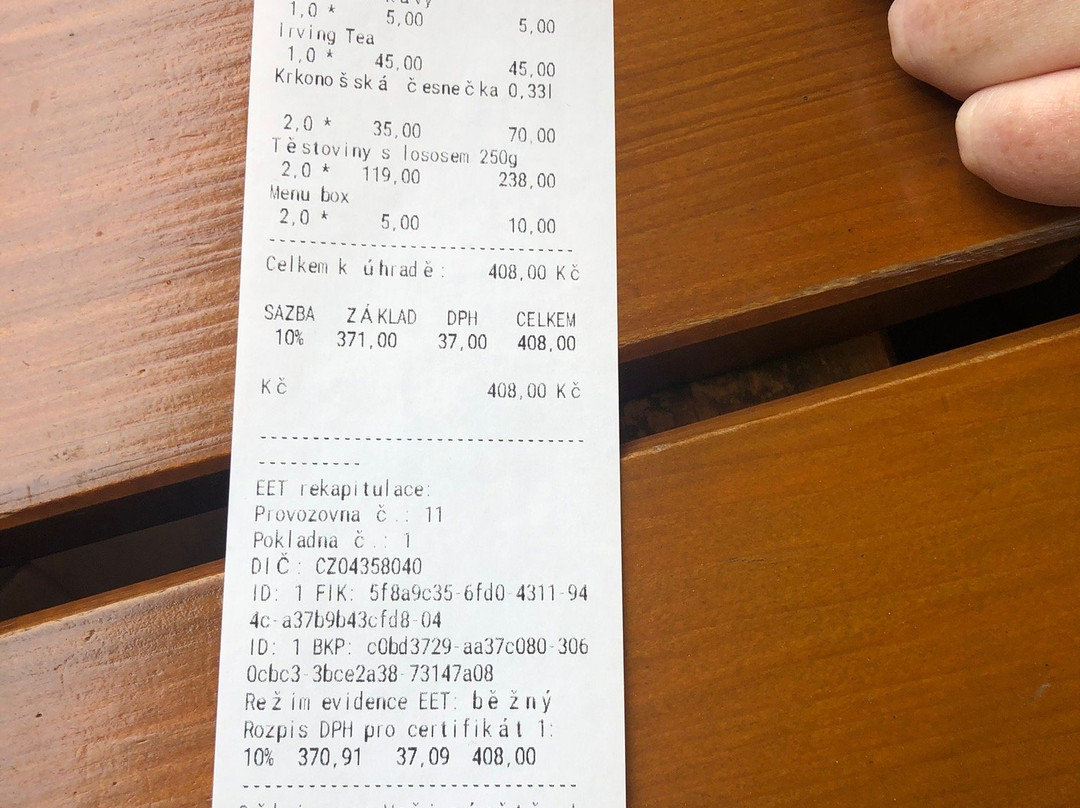 1,0 * 5,00 5,00
Irving Tea
1,0 * 45,00 45,00
Krkonošská česnečka 0,33l
2,0 * 35,00 70,00
Těstoviny s lososem 250g
2,0 * 119,00 238,00
Menu box
2,0 * 5,00 10,00
Celkem k úhradě: 408,00 Kč
SAZBA ZÁKLAD DPH CELKEM
10% 371,00 37,00 408,00
Kč 408,00 Kč
EET rekapitulace:
Provozovna č.: 11
Pokladna č.: 1
DIČ: CZ04358040
ID: 1 FIK: 5f8a9c35-6fd0-4311-94
4c-a37b9b43cfd8-04
ID: 1 BKP: c0bd3729-aa37c080-306
0cbc3-3bce2a38-73147a08
Režim evidence EET: běžný
Rozpis DPH pro certifikát 1:
10% 370,91 37,09 408,00